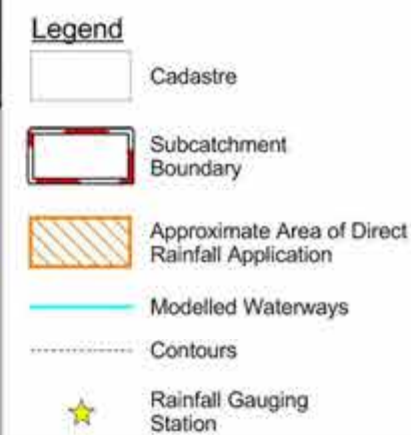 Legend
Cadastre
Subcatchment
Boundary
Approximate Area of Direct
Rainfall Application
Modelled Waterways
Contours
Rainfall Gauging
Station